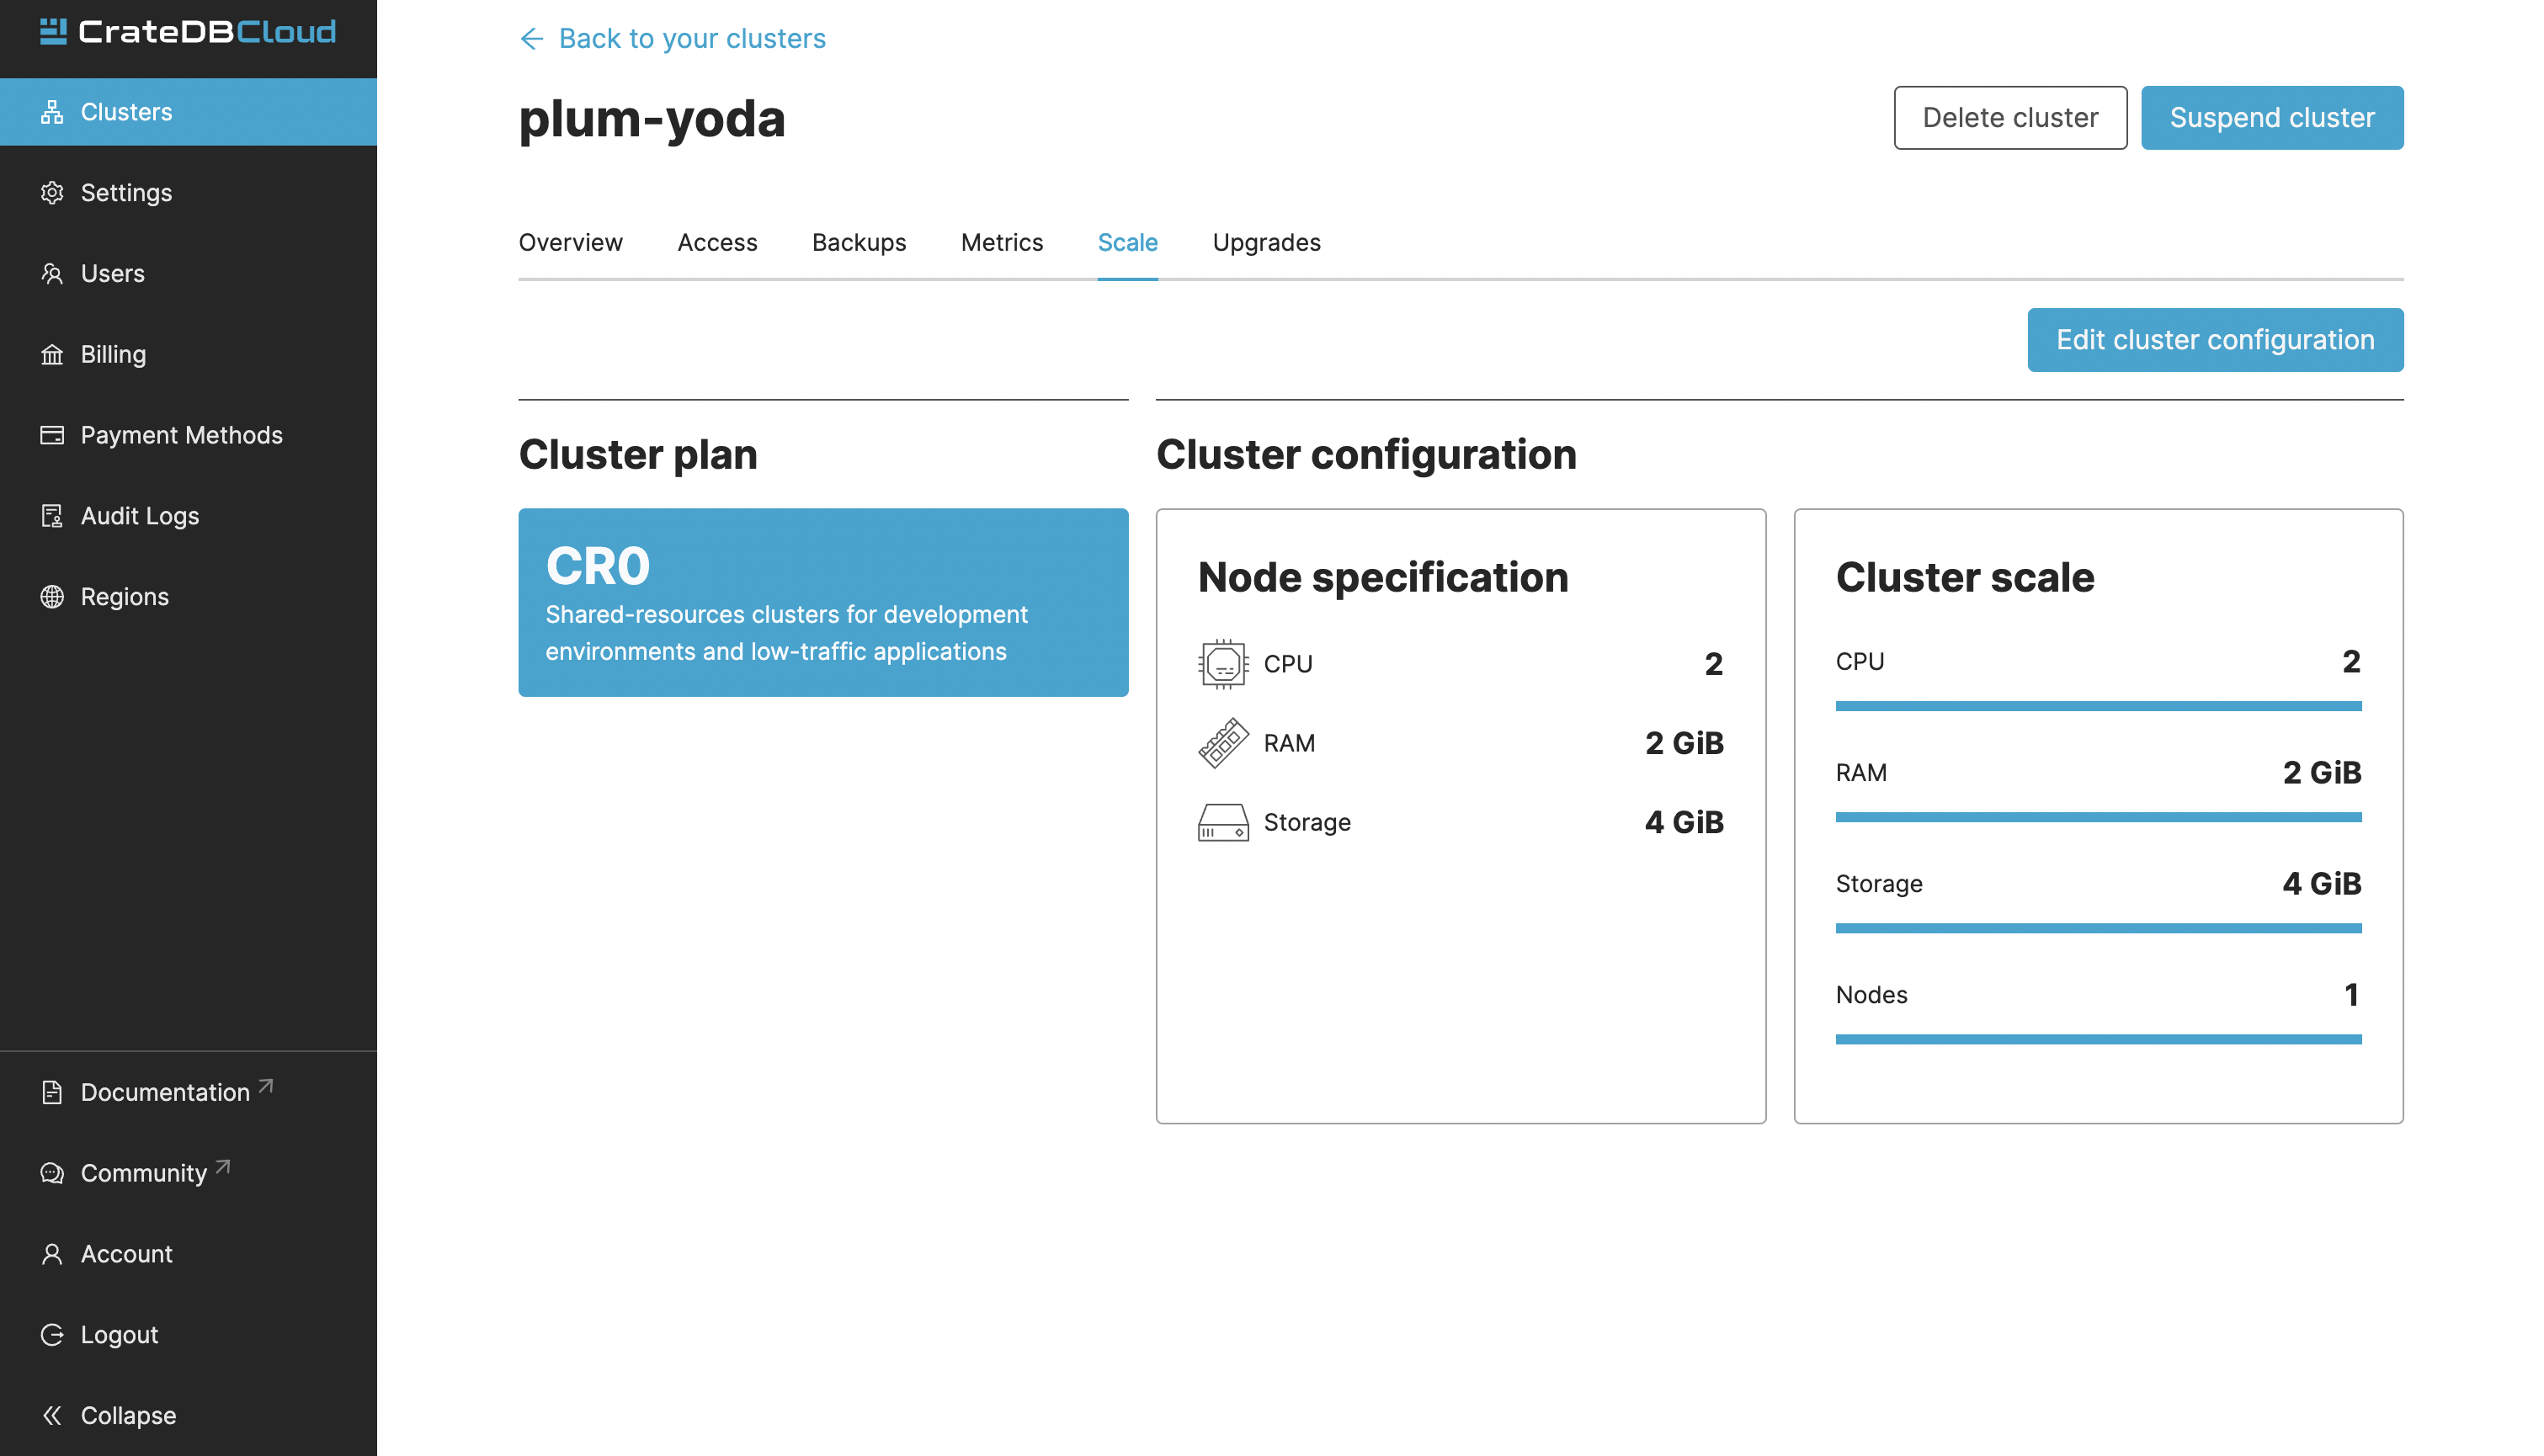 CrateDBCloud
Clusters
Settings
Users
Billing
Payment Methods
Audit Logs
Regions
Documentation
Community
Account
Logout
Collapse
Back to your clusters
plum-yoda
Delete cluster
Suspend cluster
Overview
Access
Backups
Metrics
Scale
Upgrades
Edit cluster configuration
Cluster plan
CR0
Shared-resources clusters for development
environments and low-traffic applications
Cluster configuration
Node specification
CPU 2
RAM 2 GiB
Storage 4 GiB
Cluster scale
CPU 2
RAM 2 GiB
Storage 4 GiB
Nodes 1